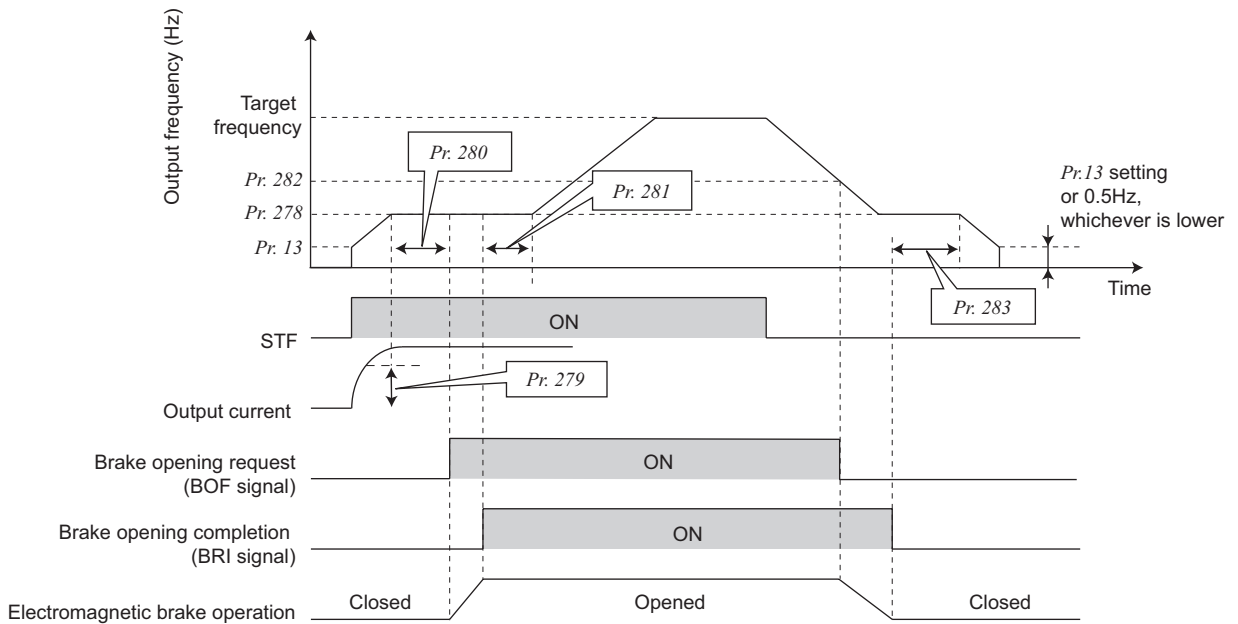 Output frequency (Hz)
Target
frequency
Pr. 280
Pr. 282
Pr. 281
Pr. 278
Pr. 13
Pr.13 setting
or 0.5Hz,
whichever is lower
Time
Pr. 283
ON
STF
Pr. 279
Output current
Brake opening request
(BOF signal)
ON
Brake opening completion
(BRI signal)
ON
Electromagnetic brake operation
Closed
Opened
Closed